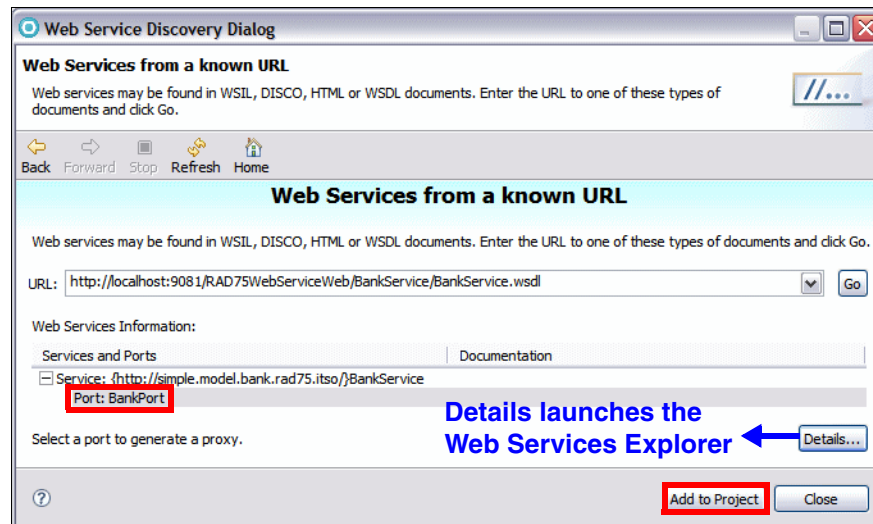 Web Service Discovery Dialog
Web Services from a known URL
Web services may be found in WSIL, DISCO, HTML or WSDL documents. Enter the URL to one of these types of
documents and click Go.
//...
Back Forward Stop Refresh Home
Web Services from a known URL
Web services may be found in WSIL, DISCO, HTML or WSDL documents. Enter the URL to one of these types of documents and click Go.
URL: http://localhost:9081/RAD75WebServiceWeb/BankService/BankService.wsdl Go
Web Services Information:
Services and Ports Documentation
Service: {http://simple.model.bank.rad75.itso/}BankService
Port: BankPort
Details launches the
Web Services Explorer
Select a port to generate a proxy. Details...
? Add to Project Close